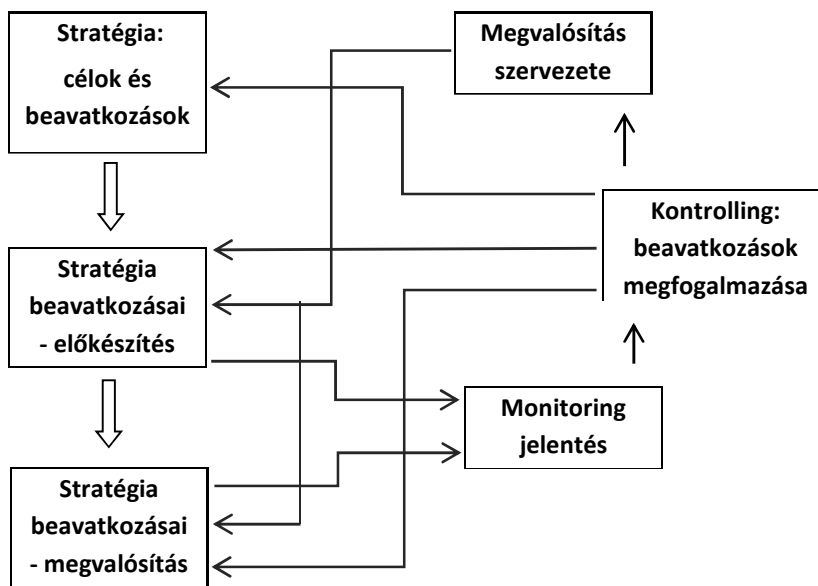 Stratégia:
célok és
beavatkozások
Megvalósítás
szervezete
Kontrolling:
beavatkozások
megfogalmazása
Stratégia
beavatkozásai
- előkészítés
Monitoring
jelentés
Stratégia
beavatkozásai
- megvalósítás